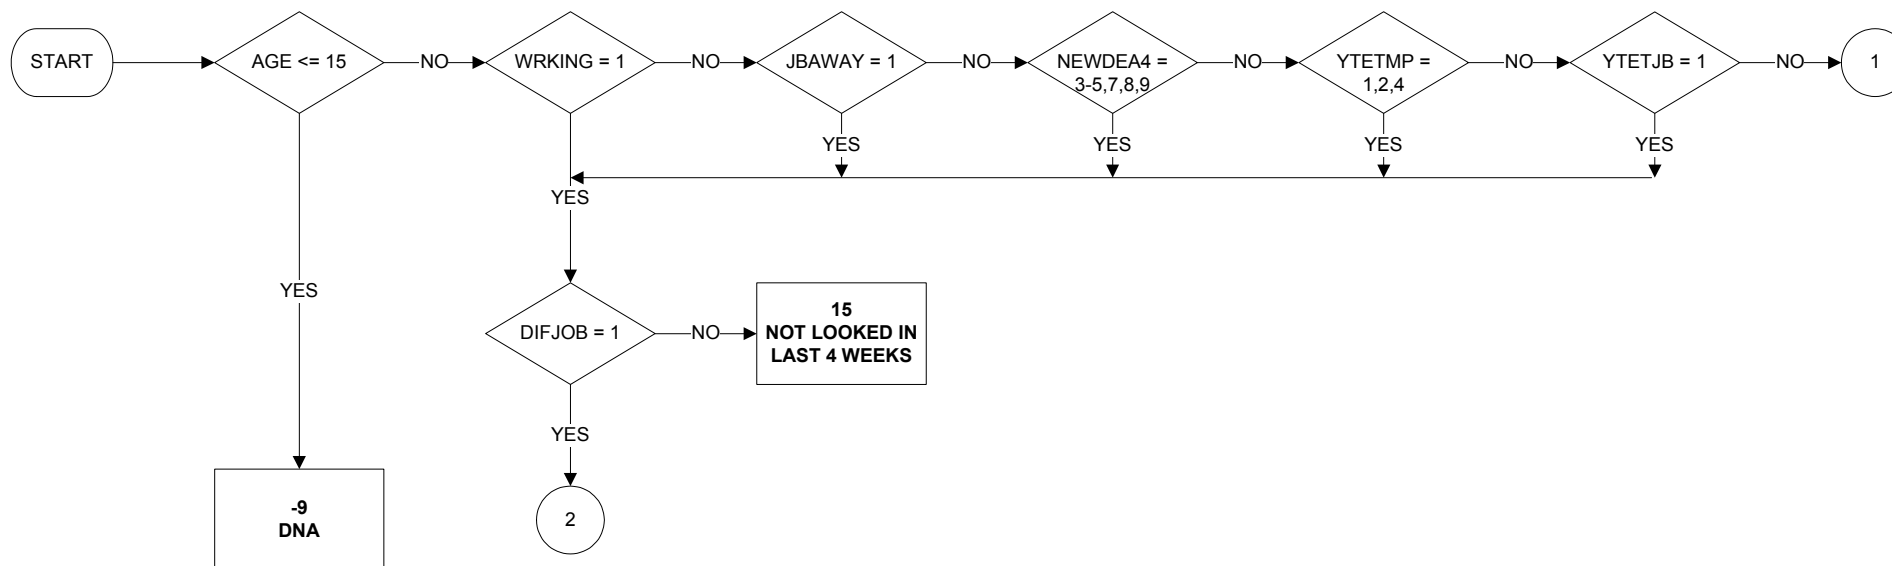 START
AGE <= 15
NO
WRKING = 1
NO
JBAWAY = 1
NO
NEWDEA4 =
3-5,7,8,9
NO
YTETMP =
1,2,4
NO
YTETJB = 1
NO
1
YES
YES
YES
YES
YES
YES
DIFJOB = 1
NO
15
NOT LOOKED IN
LAST 4 WEEKS
YES
-9
DNA
2